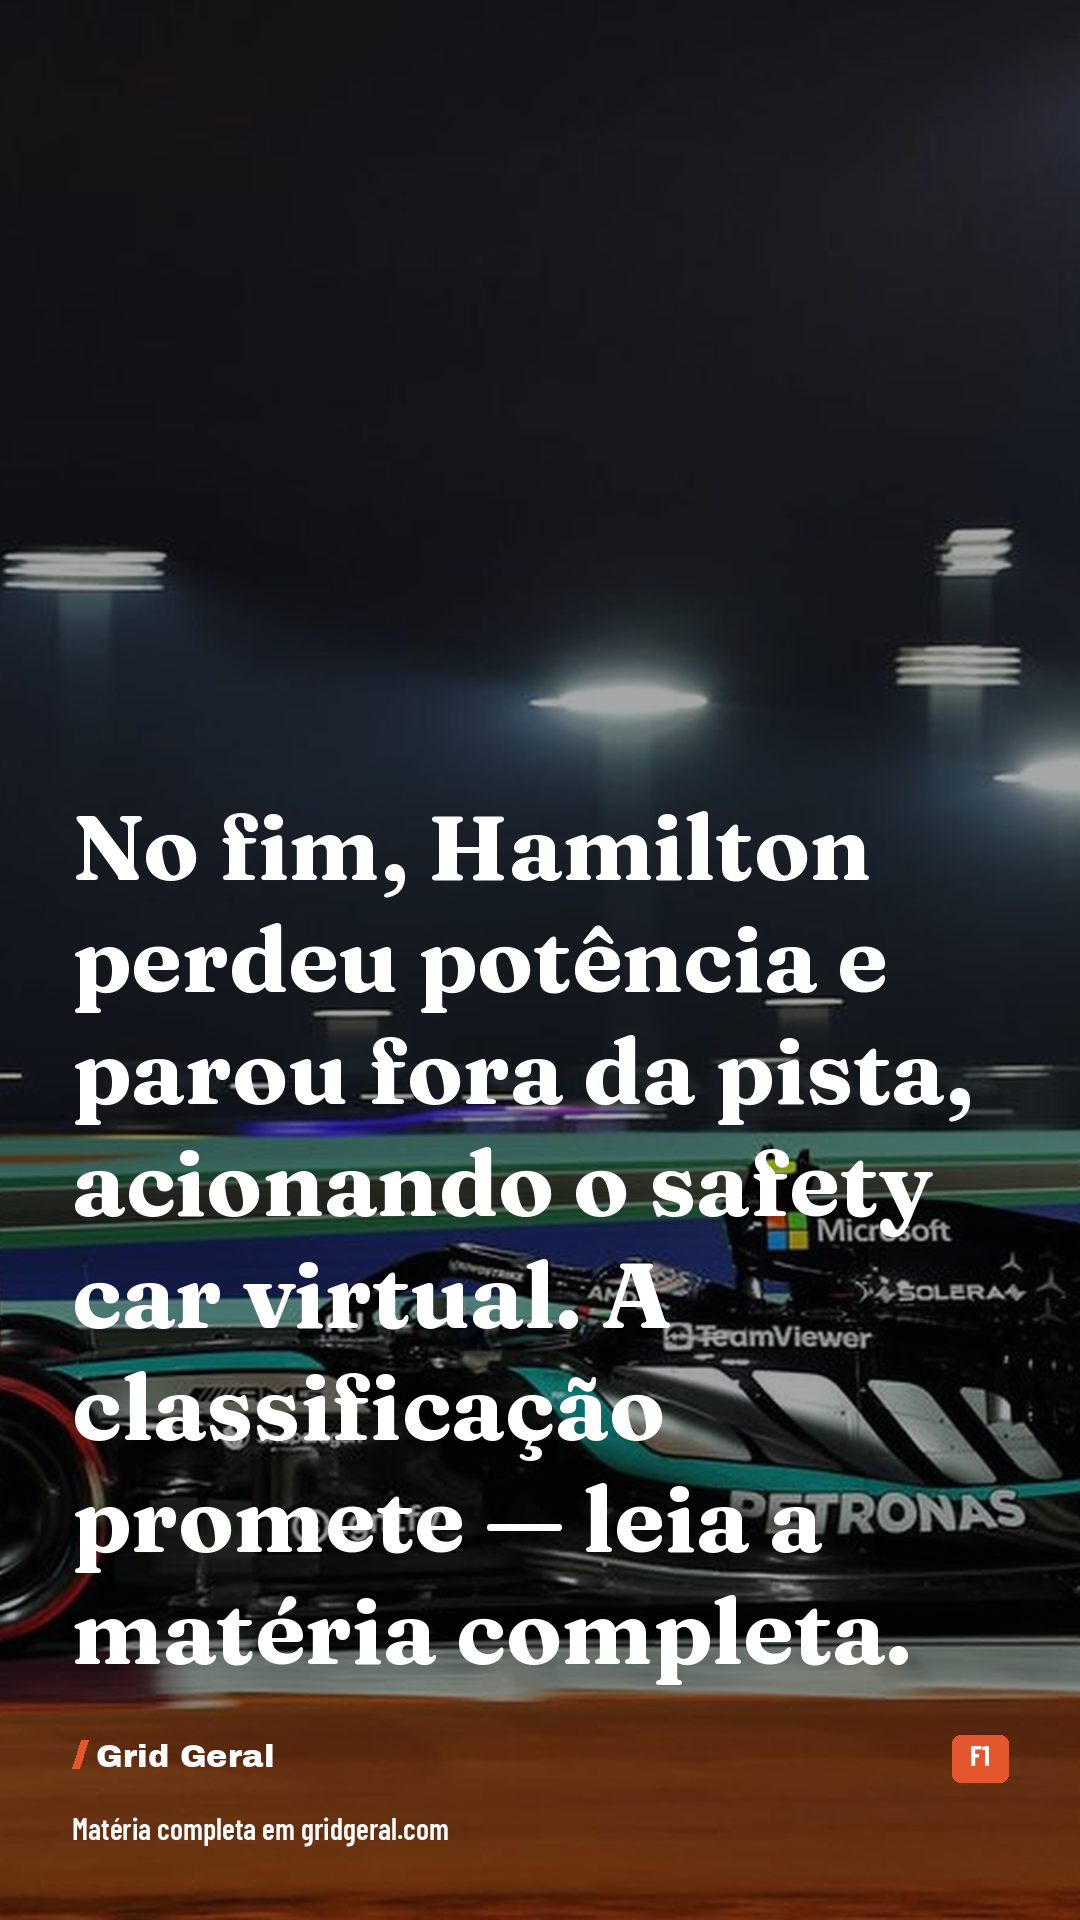 No fim, Hamilton
perdeu potência e
parou fora da pista,
acionando o safety
car virtual. A
classificação
promete — leia a
matéria completa.
Microsoft
SOLERA
TeamViewer
PETRONAS
/ Grid Geral
F1
Matéria completa em gridgeral.com